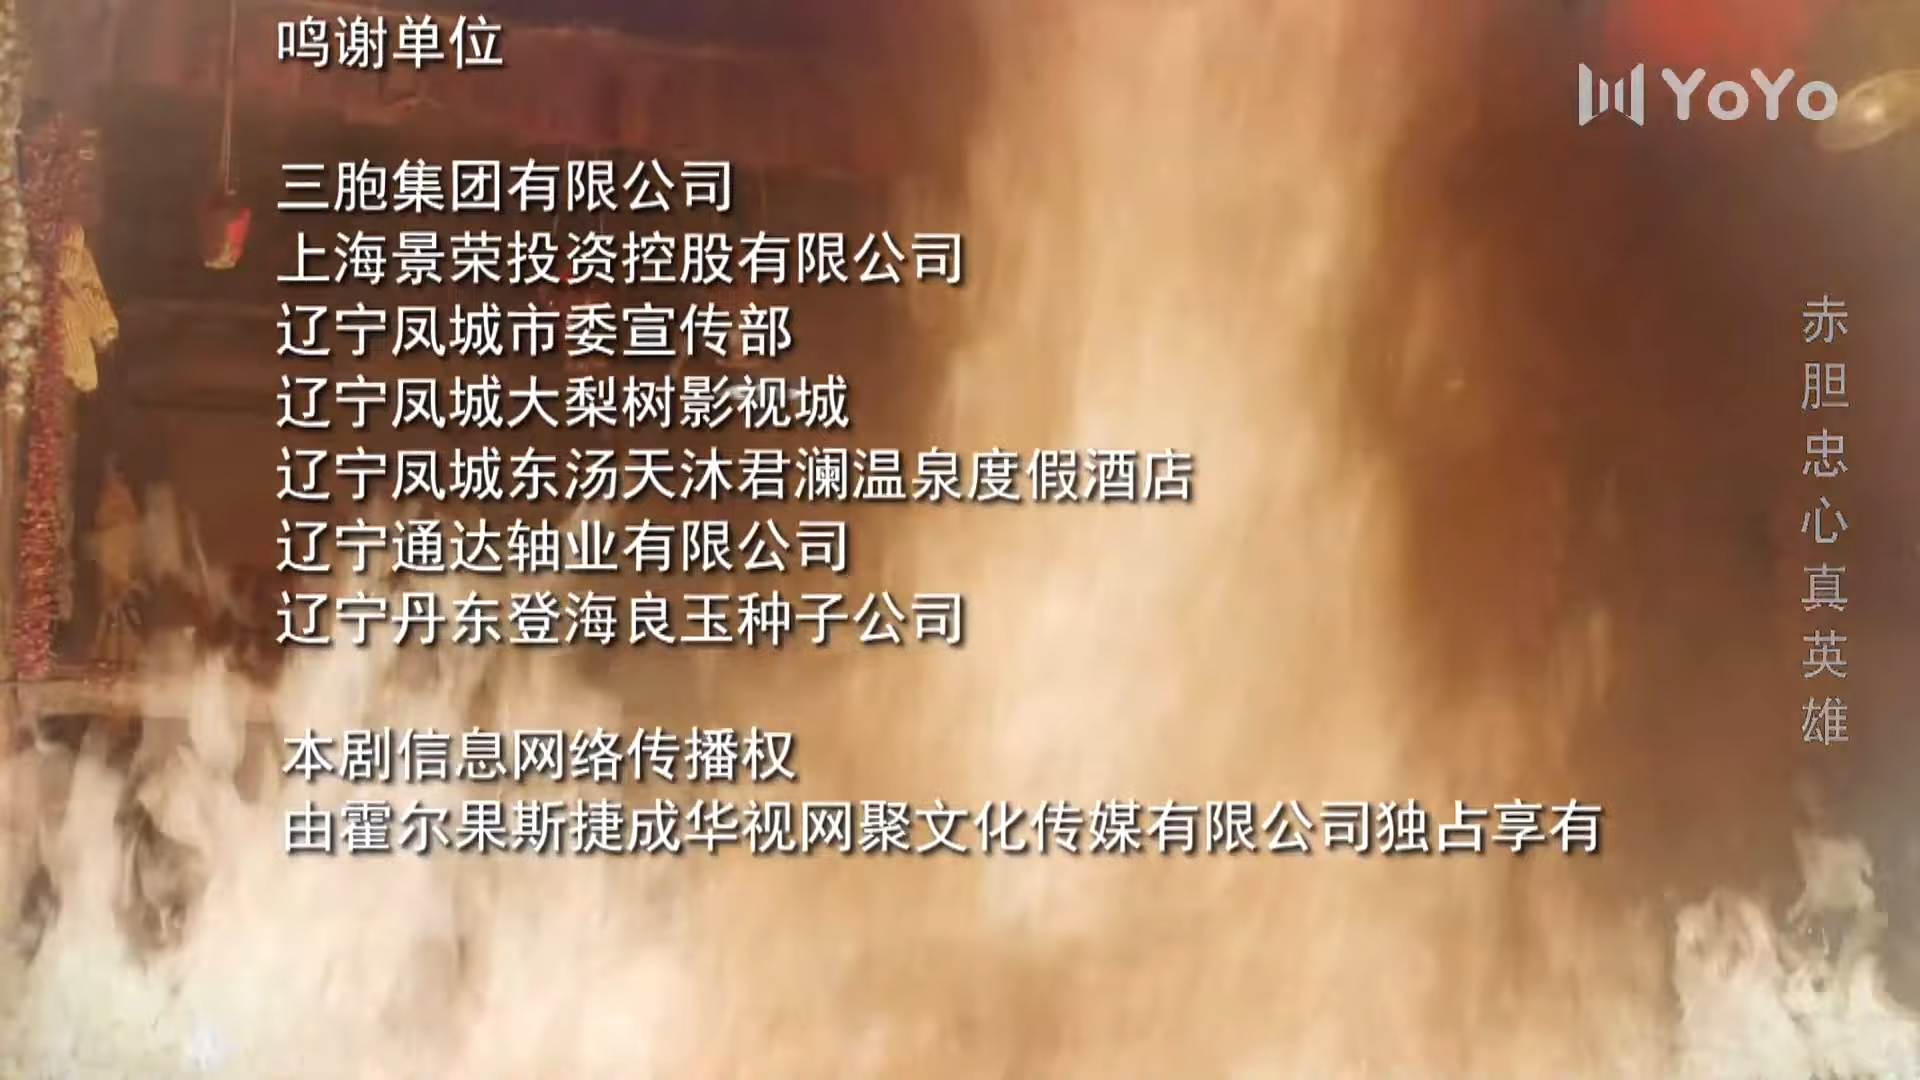 鸣谢单位
YoYo
三胞集团有限公司
上海景荣投资控股有限公司
辽宁凤城市委宣传部
辽宁凤城大梨树影视城
辽宁凤城东汤天沐君澜温泉度假酒店
辽宁通达轴业有限公司
辽宁丹东登海良玉种子公司
本剧信息网络传播权
由霍尔果斯捷成华视网聚文化传媒有限公司独占享有
赤胆忠心真英雄